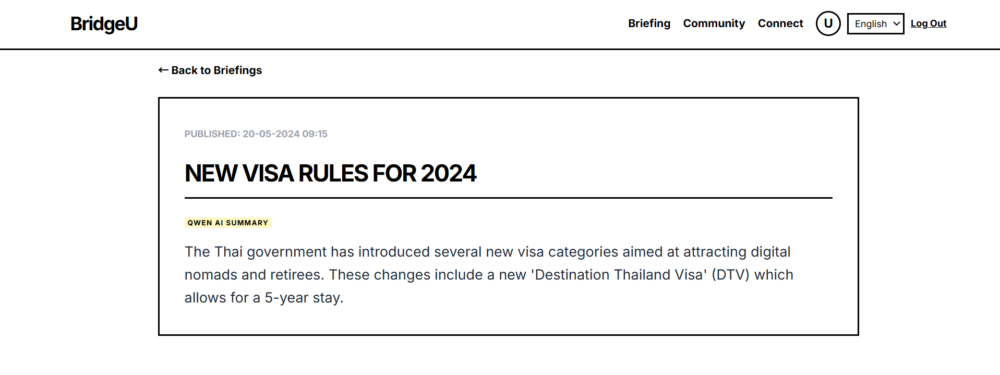 BridgeU
Briefing Community Connect U English Log Out
← Back to Briefings
PUBLISHED: 20-05-2024 09:15
NEW VISA RULES FOR 2024
QWEN AI SUMMARY
The Thai government has introduced several new visa categories aimed at attracting digital
nomads and retirees. These changes include a new 'Destination Thailand Visa' (DTV) which
allows for a 5-year stay.